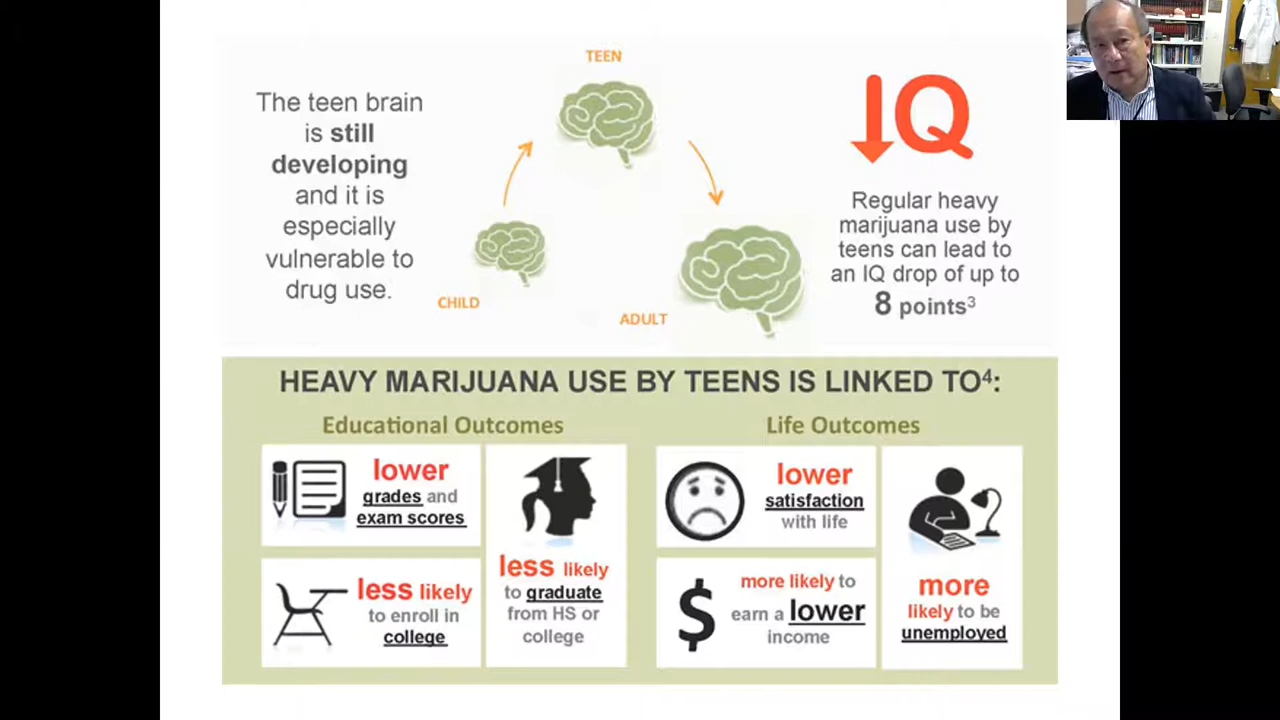 The teen brain
is still
developing
and it is
especially
vulnerable to
drug use.
TEEN
CHILD
ADULT
IQ
Regular heavy
marijuana use by
teens can lead to
an IQ drop of up to
8 points3
HEAVY MARIJUANA USE BY TEENS IS LINKED TO4:
Educational Outcomes
lower
grades and
exam scores
less likely
to enroll in
college
less likely
to graduate
from HS or
college
Life Outcomes
lower
satisfaction
with life
more likely to
earn a lower
income
more
likely to be
unemployed